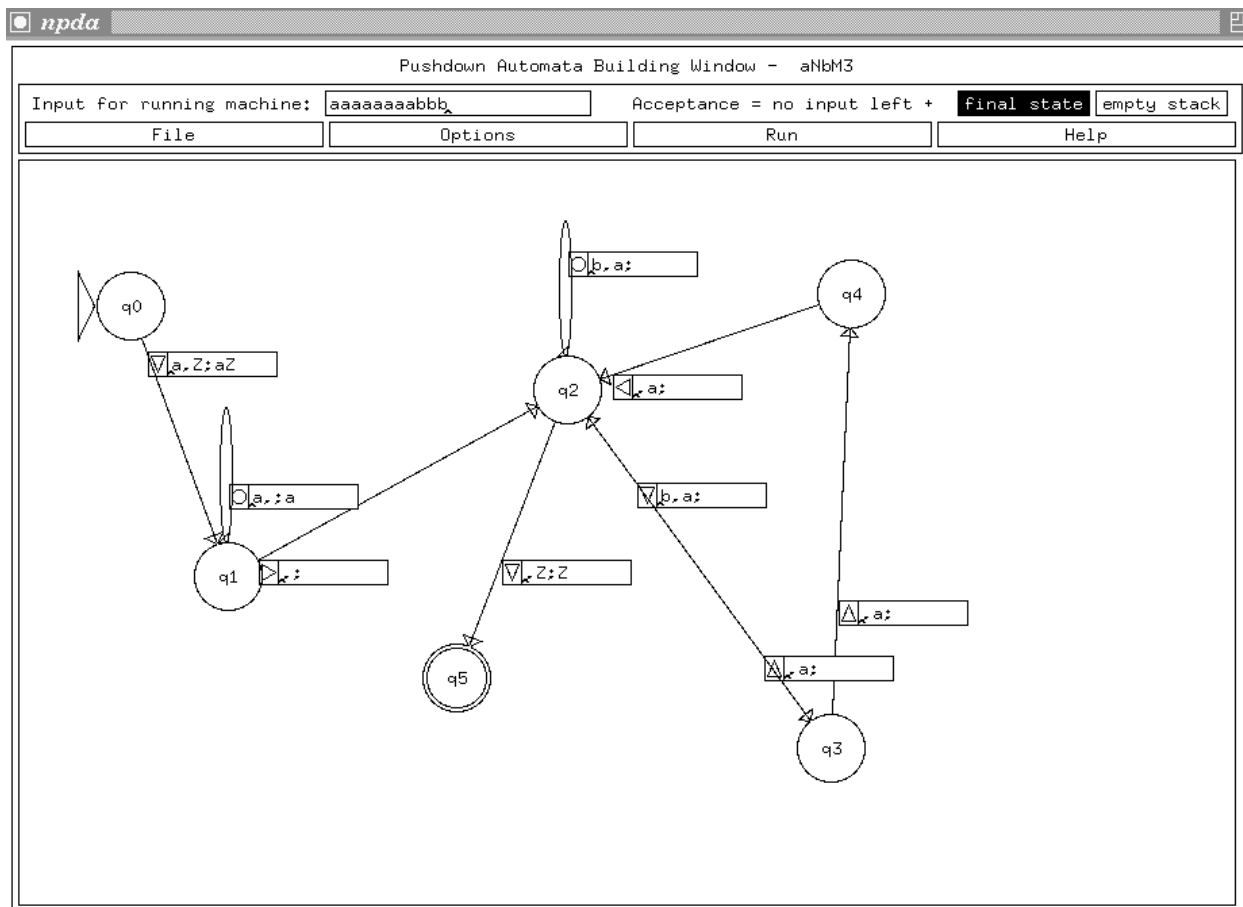 npda
Pushdown Automata Building Window - aNbM3
Input for running machine: aaaaaaaabbb Acceptance = no input left + final state empty stack
File Options Run Help
b,a;
q4
q0
a,Z;aZ
q2
,a;
a,;a
b,a;
q1
,;
,Z;Z
,a;
,a;
q5
q3